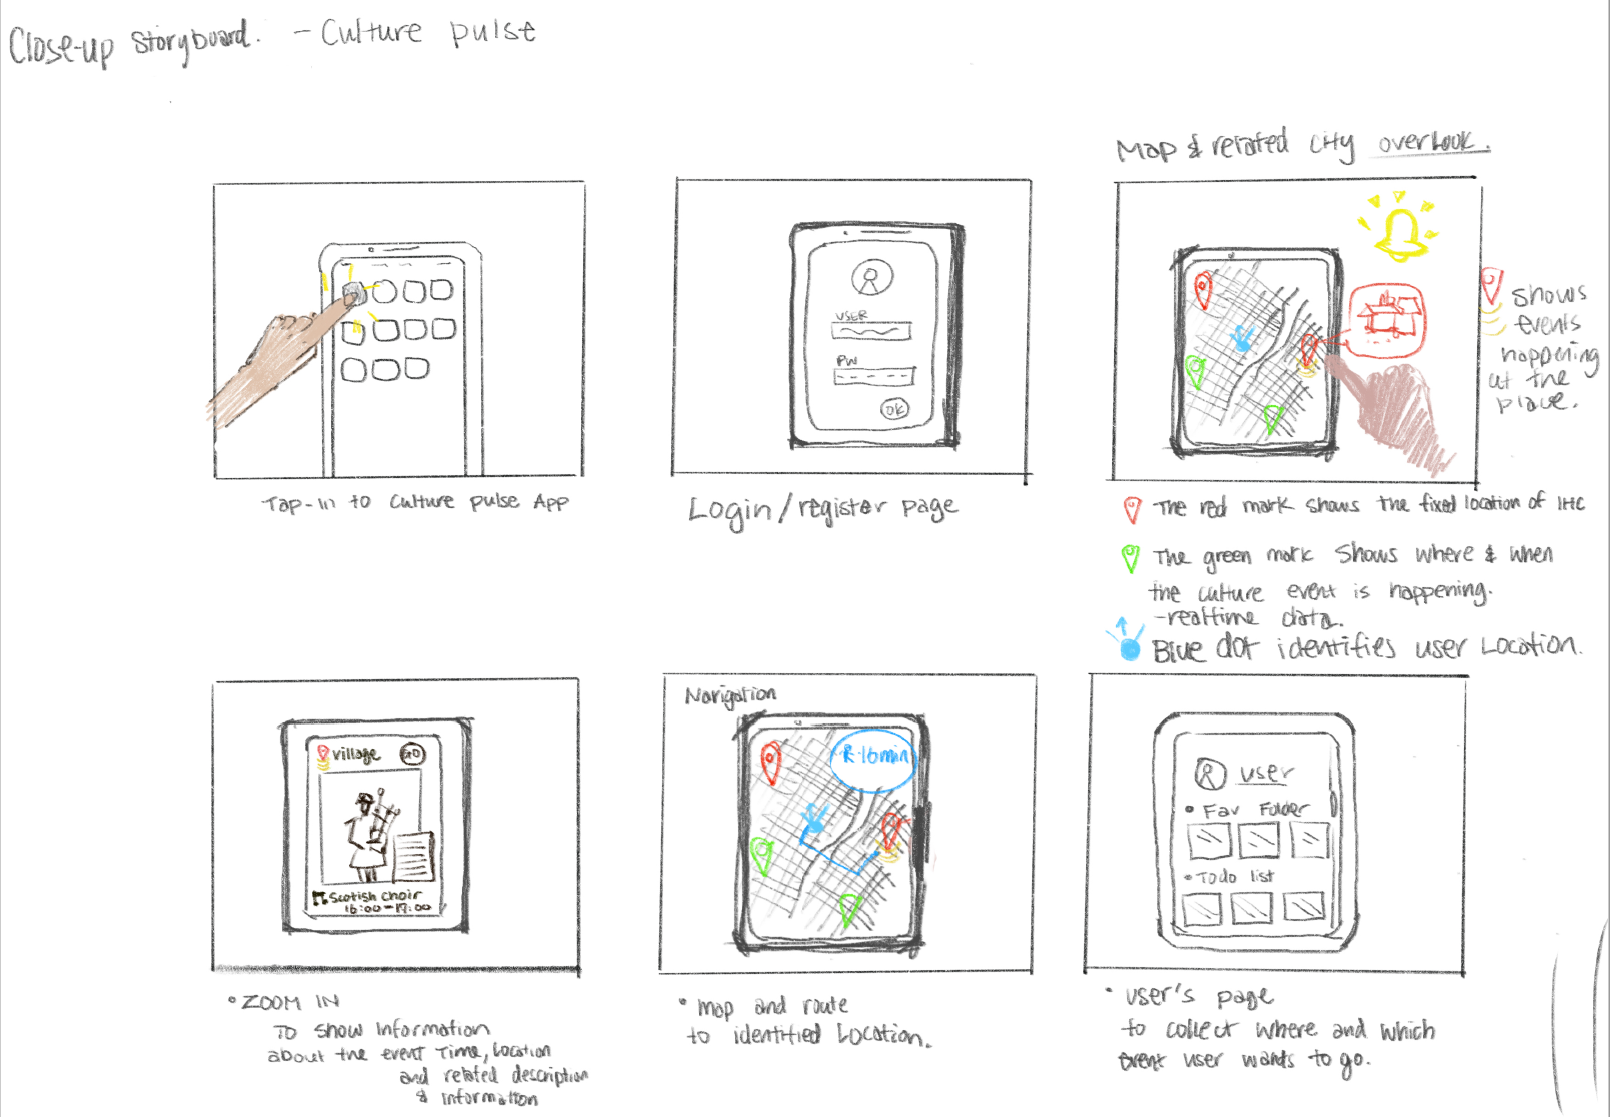 Close-up Storyboard. - Culture pulse
Tap-in to Culture pulse App
USER
PW
OK
Login/register page
Map & related city overlook.
shows
events
happening
at the
place.
The red mark shows the fixed location of IHC
The green mark shows where & when
the culture event is happening.
-realtime data.
Blue dot identifies user Location.
village GO
Scotish choir
16:00-17:00
• ZOOM IN
TO show information
about the event Time, Location
and related description
& information
Navigation
16min
• map and route
to identified Location.
user
• Fav Folder
• Todo list
• user's page
to collect where and which
event user wants to go.